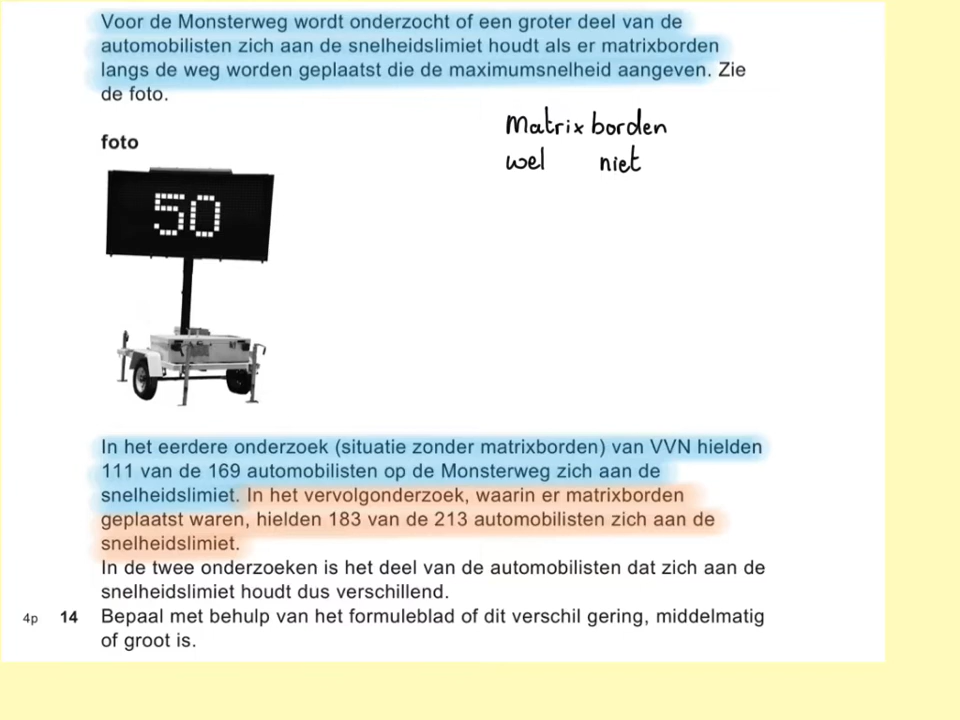 Voor de Monsterweg wordt onderzocht of een groter deel van de
automobilisten zich aan de snelheidslimiet houdt als er matrixborden
langs de weg worden geplaatst die de maximumsnelheid aangeven. Zie
de foto.
Matrix borden
wel niet
foto
50
In het eerdere onderzoek (situatie zonder matrixborden) van VVN hielden
111 van de 169 automobilisten op de Monsterweg zich aan de
snelheidslimiet. In het vervolgonderzoek, waarin er matrixborden
geplaatst waren, hielden 183 van de 213 automobilisten zich aan de
snelheidslimiet.
In de twee onderzoeken is het deel van de automobilisten dat zich aan de
snelheidslimiet houdt dus verschillend.
4p 14 Bepaal met behulp van het formuleblad of dit verschil gering, middelmatig
of groot is.